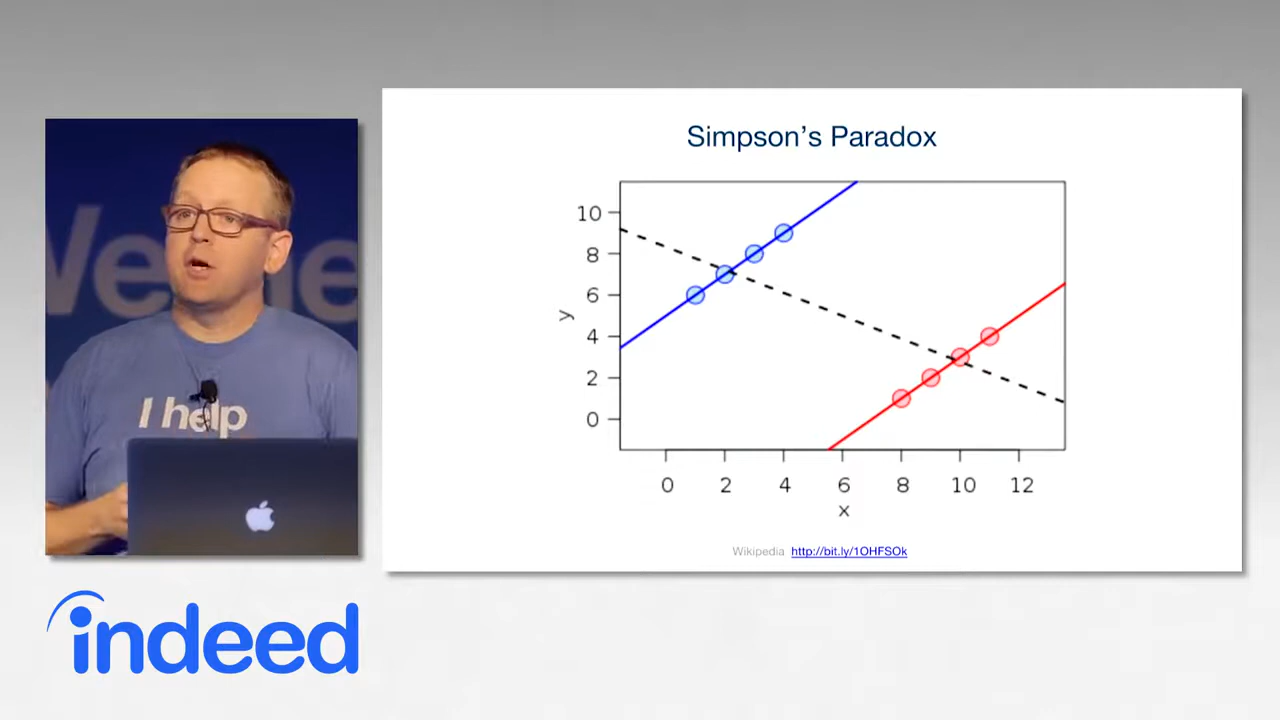 Simpson's Paradox
10
8
6
4
2
0
y
0 2 4 6 8 10 12
x
Wikipedia http://bit.ly/1OHFSOk
I help
indeed